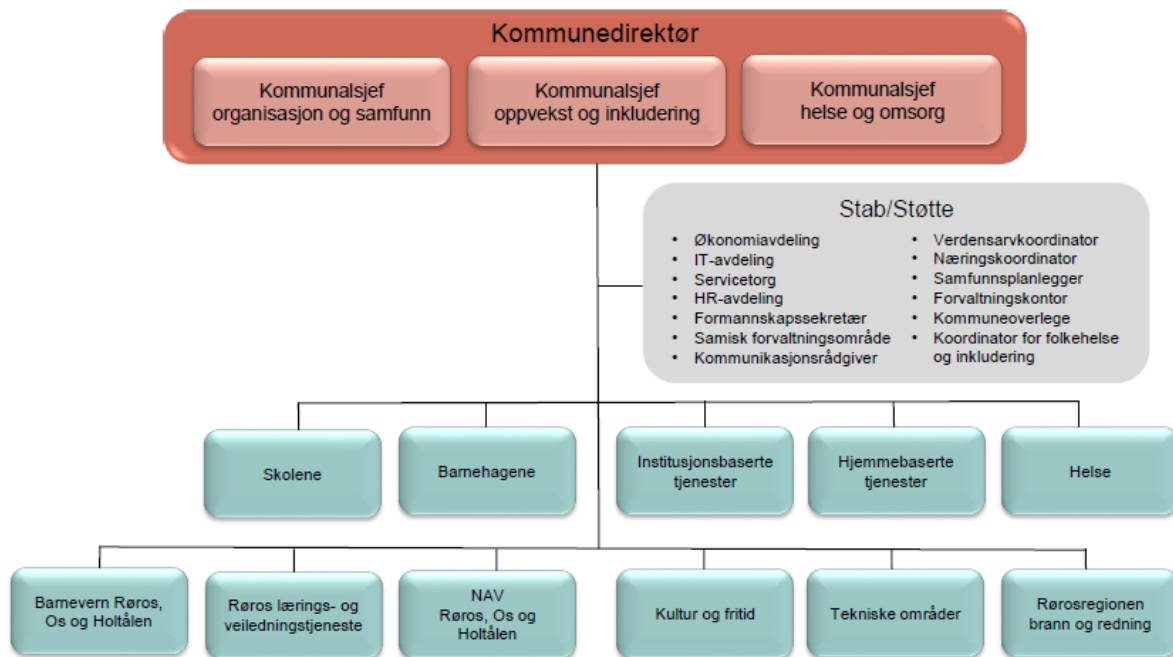 Kommunedirektør
Kommunalsjef
organisasjon og samfunn
Kommunalsjef
oppvekst og inkludering
Kommunalsjef
helse og omsorg
Stab/Støtte
• Økonomiavdeling
• IT-avdeling
• Servicetorg
• HR-avdeling
• Formannskapssekretær
• Samisk forvaltningsområde
• Kommunikasjonsrådgiver
• Verdensarvkoordinator
• Næringskoordinator
• Samfunnsplanlegger
• Forvaltningskontor
• Kommuneoverlege
• Koordinator for folkehelse
og inkludering
Skolene
Barnehagene
Institusjonsbaserte
tjenester
Hjemmebaserte
tjenester
Helse
Barnevern Røros,
Os og Holtålen
Røros lærings- og
veiledningstjeneste
NAV
Røros, Os og
Holtålen
Kultur og fritid
Tekniske områder
Rørosregionen
brann og redning